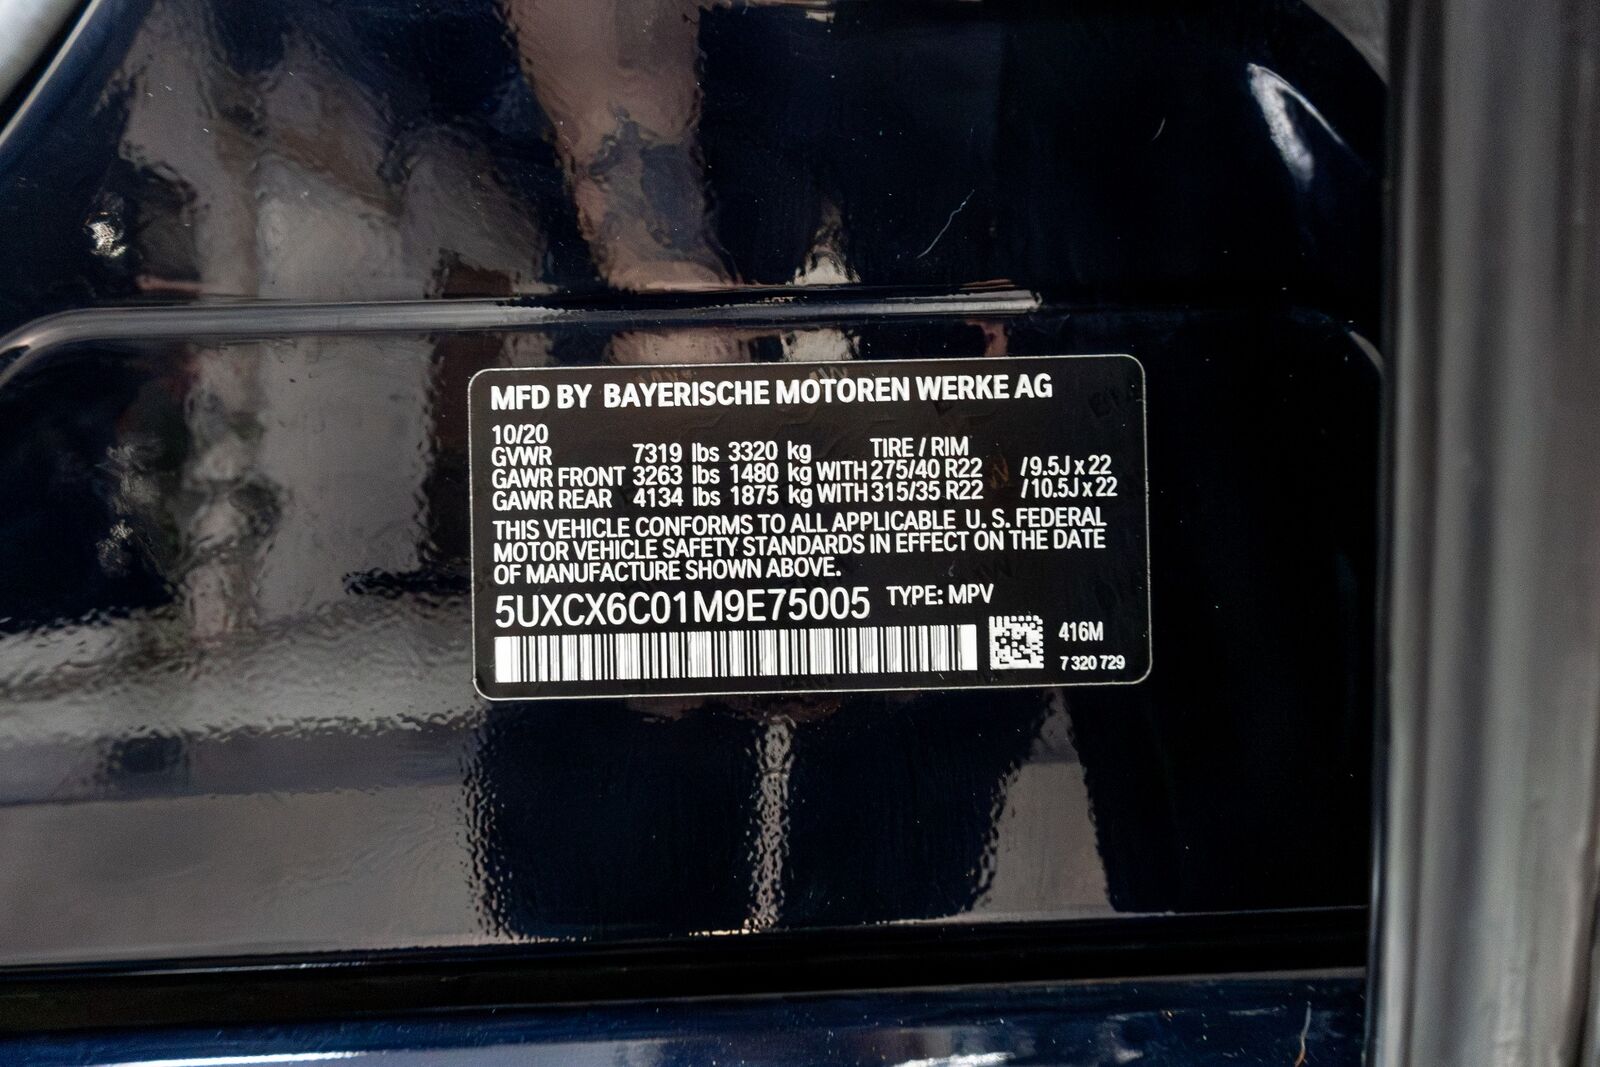 MFD BY BAYERISCHE MOTOREN WERKE AG
10/20
GVWR 7319 lbs 3320 kg TIRE / RIM
GAWR FRONT 3263 lbs 1480 kg WITH 275/40 R22 /9.5J x 22
GAWR REAR 4134 lbs 1875 kg WITH 315/35 R22 /10.5J x 22
THIS VEHICLE CONFORMS TO ALL APPLICABLE U. S. FEDERAL
MOTOR VEHICLE SAFETY STANDARDS IN EFFECT ON THE DATE
OF MANUFACTURE SHOWN ABOVE.
5UXCX6C01M9E75005 TYPE: MPV
416M
7 320 729